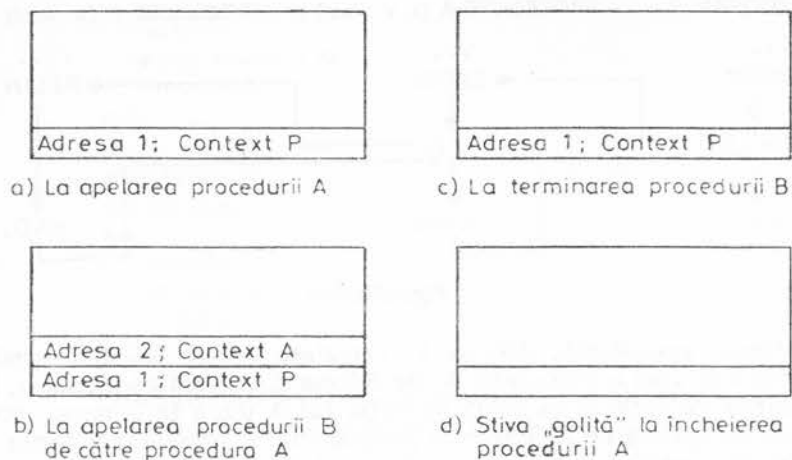 Adresa 1; Context P
a) La apelarea procedurii A
Adresa 2; Context A
Adresa 1; Context P
b) La apelarea procedurii B
de către procedura A
Adresa 1; Context P
c) La terminarea procedurii B
d) Stiva „golită“ la încheierea
procedurii A